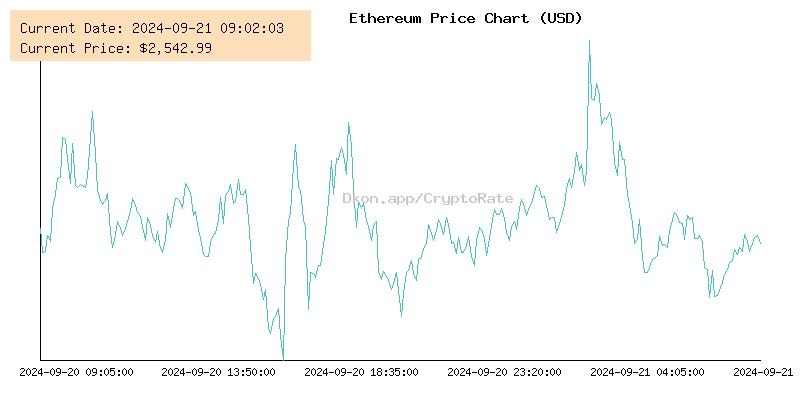 Ethereum Price Chart (USD)
Current Date: 2024-09-21 09:02:03
Current Price: $2,542.99
Dkon.app/CryptoRate
2024-09-20 09:05:00 2024-09-20 13:50:00 2024-09-20 18:35:00 2024-09-20 23:20:00 2024-09-21 04:05:00 2024-09-21